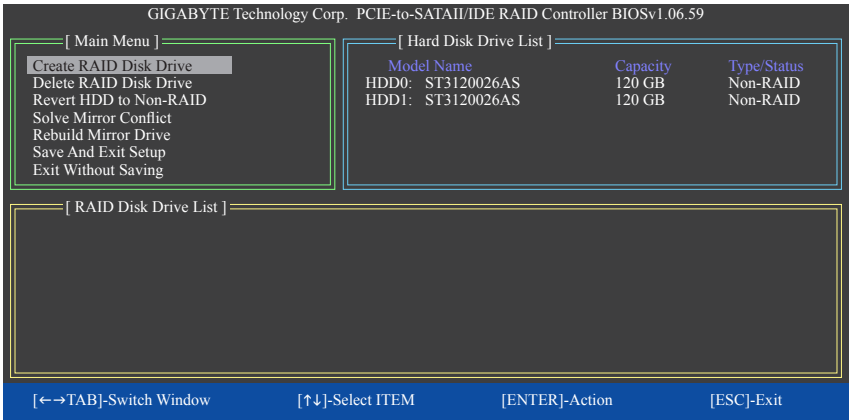 GIGABYTE Technology Corp. PCIE-to-SATAII/IDE RAID Controller BIOSv1.06.59
[ Main Menu ]
Create RAID Disk Drive
Delete RAID Disk Drive
Revert HDD to Non-RAID
Solve Mirror Conflict
Rebuild Mirror Drive
Save And Exit Setup
Exit Without Saving
[ Hard Disk Drive List ]
Model Name Capacity Type/Status
HDD0: ST3120026AS 120 GB Non-RAID
HDD1: ST3120026AS 120 GB Non-RAID
[ RAID Disk Drive List ]
[←→TAB]-Switch Window [↑↓]-Select ITEM [ENTER]-Action [ESC]-Exit